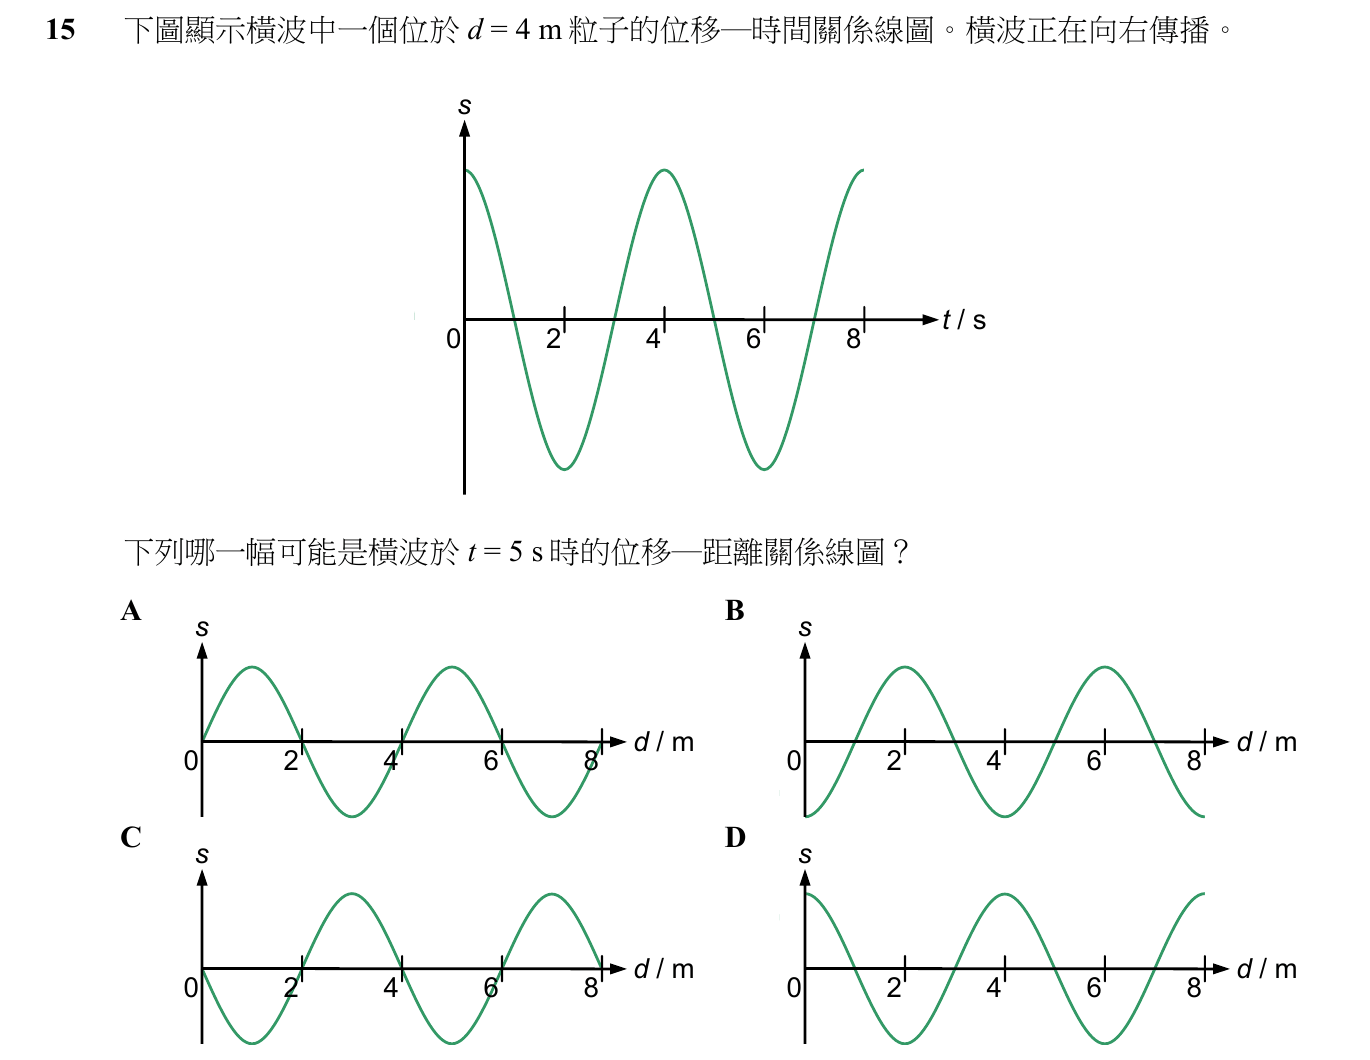 15 下圖顯示橫波中一個位於 d = 4 m 粒子的位移—時間關係線圖。橫波正在向右傳播。
s
0 2 4 6 8 t / s
下列哪一幅可能是橫波於 t = 5 s 時的位移—距離關係線圖？
A B
s s
0 2 4 6 8 d / m 0 2 4 6 8 d / m
C D
s s
0 2 4 6 8 d / m 0 2 4 6 8 d / m